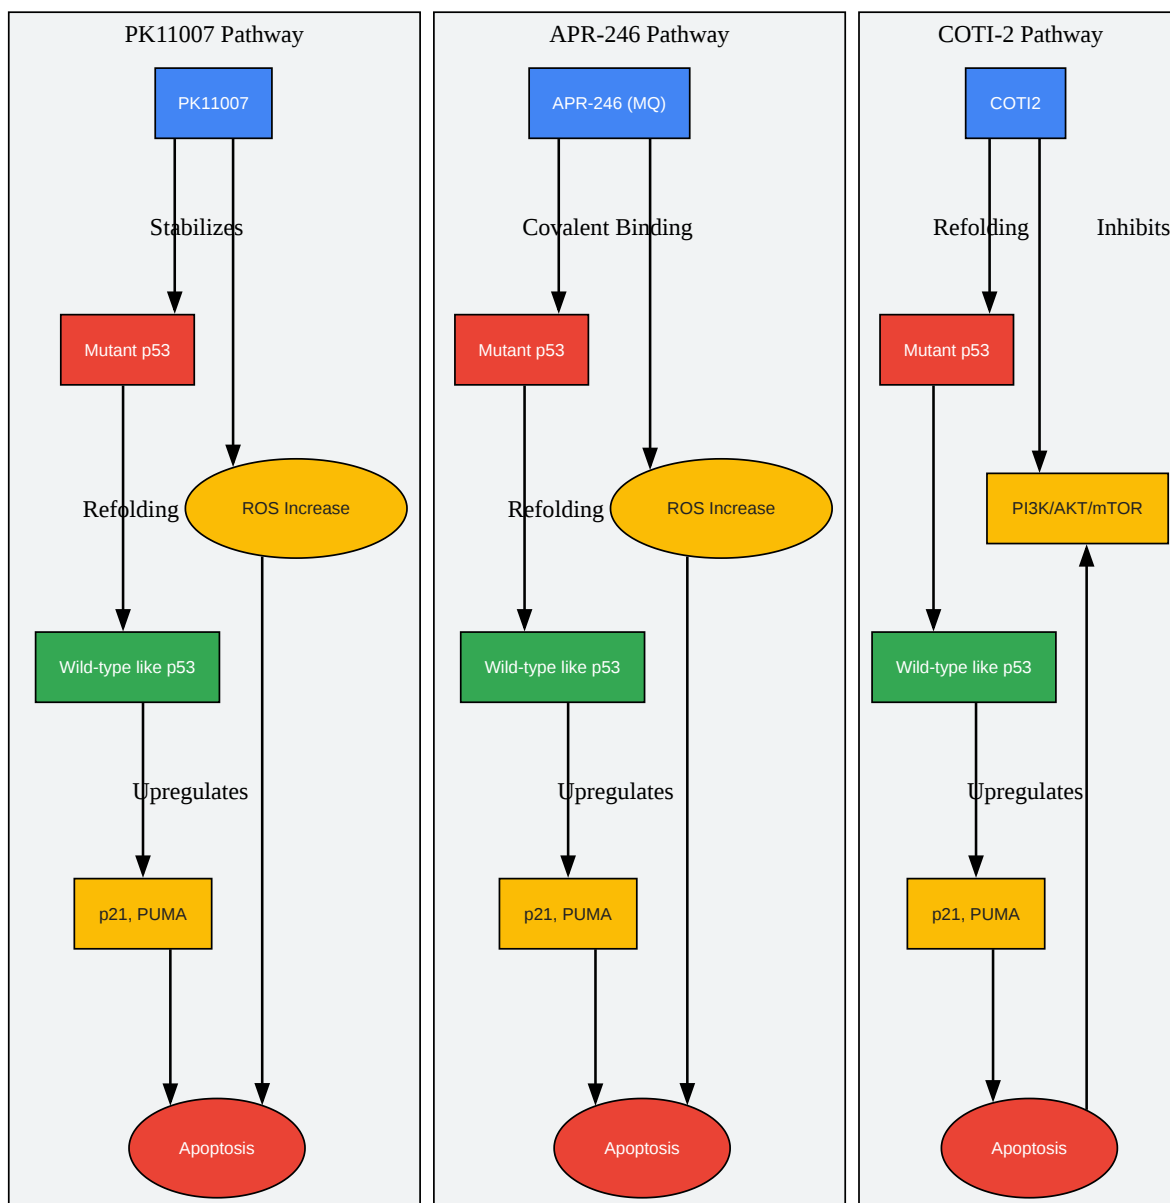 PK11007 Pathway
PK11007
Stabilizes
Mutant p53
Refolding
ROS Increase
Wild-type like p53
Upregulates
p21, PUMA
Apoptosis
APR-246 Pathway
APR-246 (MQ)
Covalent Binding
Mutant p53
Refolding
ROS Increase
Wild-type like p53
Upregulates
p21, PUMA
Apoptosis
COTI-2 Pathway
COTI2
Refolding
Inhibits
Mutant p53
PI3K/AKT/mTOR
Wild-type like p53
Upregulates
p21, PUMA
Apoptosis